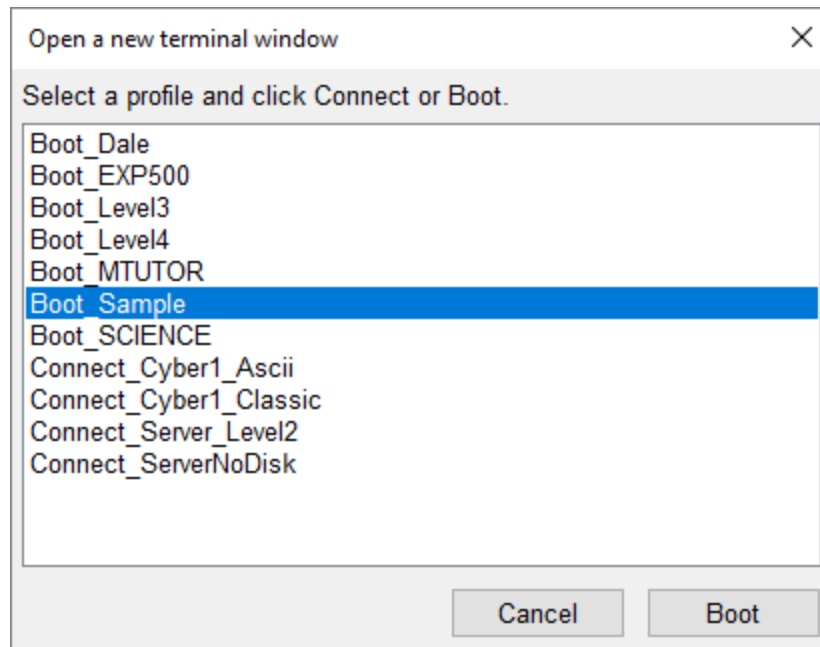 Open a new terminal window
Select a profile and click Connect or Boot.
Boot_Dale
Boot_EXP500
Boot_Level3
Boot_Level4
Boot_MTUTOR
Boot_Sample
Boot_SCIENCE
Connect_Cyber1_Ascii
Connect_Cyber1_Classic
Connect_Server_Level2
Connect_ServerNoDisk
Cancel Boot